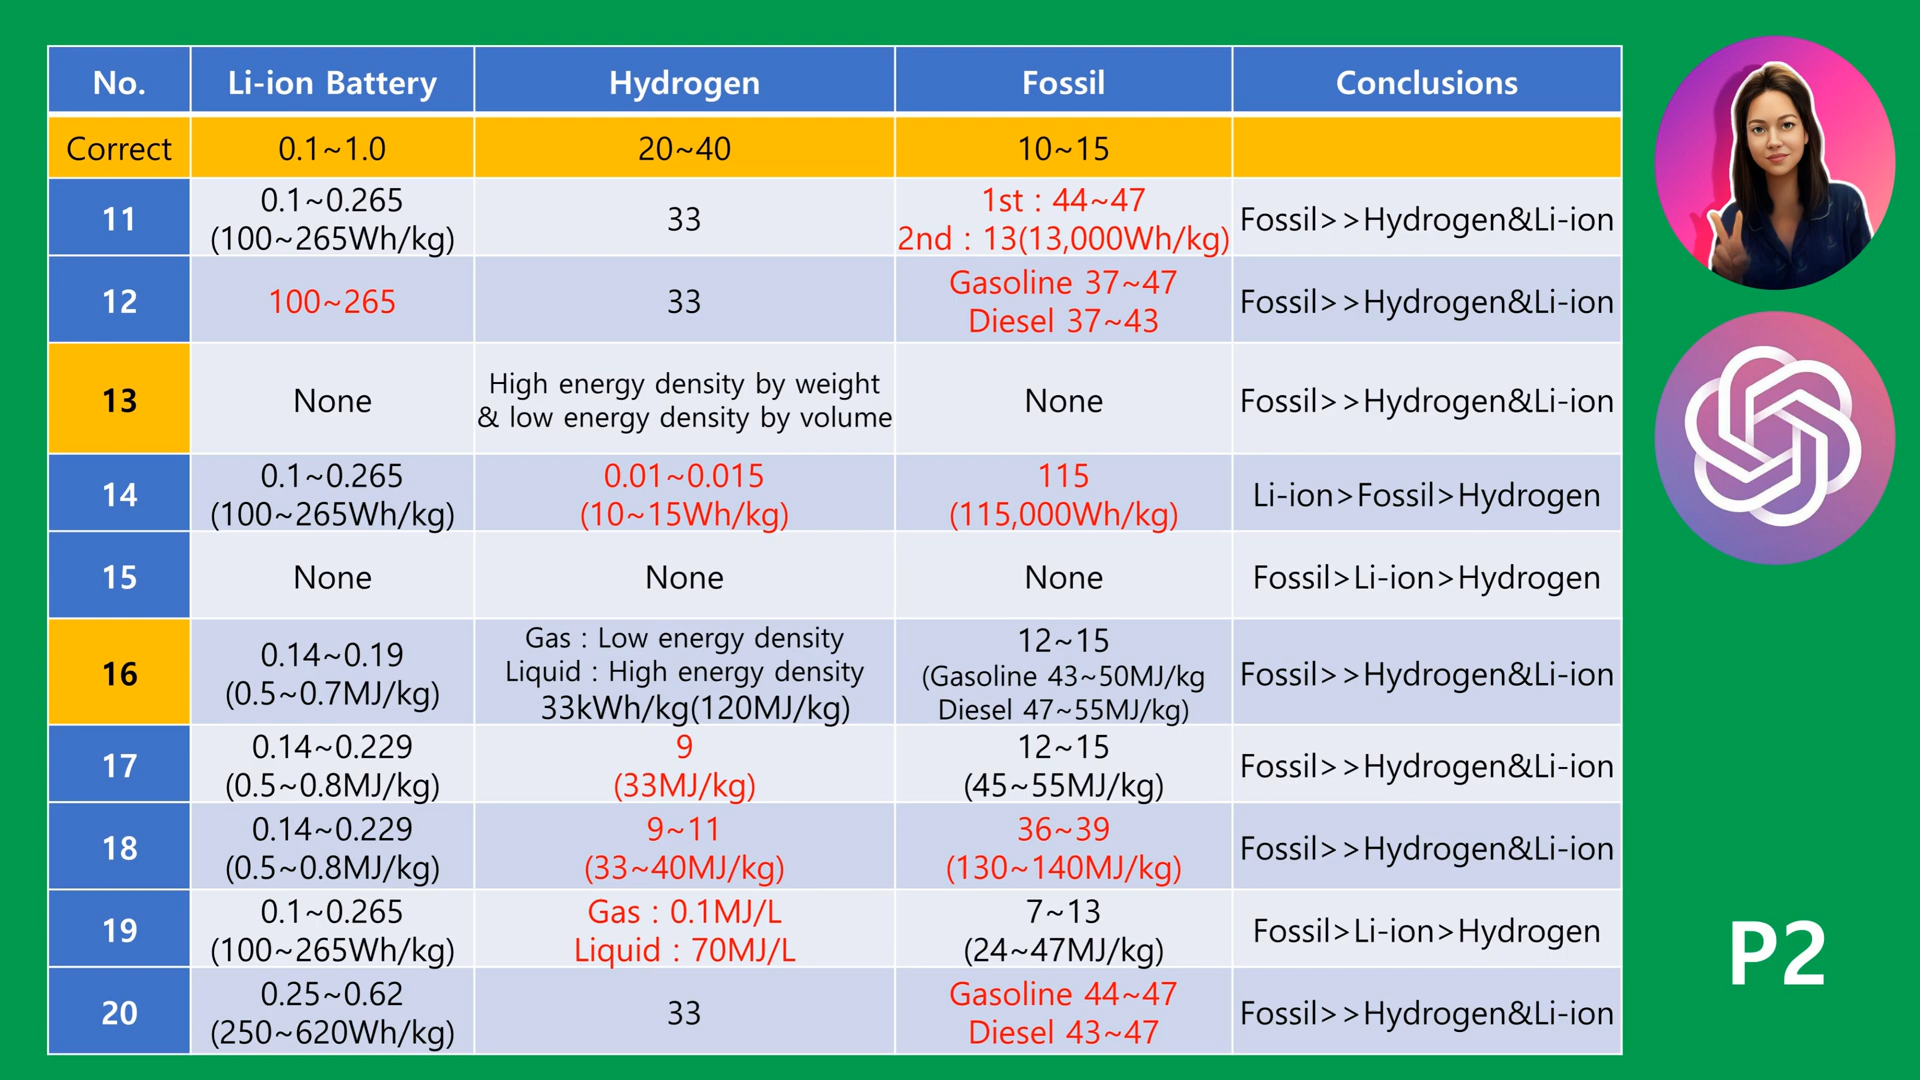 No. Li-ion Battery Hydrogen Fossil Conclusions
Correct 0.1~1.0 20~40 10~15
11
0.1~0.265
(100~265Wh/kg)
33
1st : 44~47
2nd : 13(13,000Wh/kg)
Fossil>>Hydrogen&Li-ion
12
100~265
33
Gasoline 37~47
Diesel 37~43
Fossil>>Hydrogen&Li-ion
13
None
High energy density by weight
& low energy density by volume
None
Fossil>>Hydrogen&Li-ion
14
0.1~0.265
(100~265Wh/kg)
0.01~0.015
(10~15Wh/kg)
115
(115,000Wh/kg)
Li-ion>Fossil>Hydrogen
15
None
None
None
Fossil>Li-ion>Hydrogen
16
0.14~0.19
(0.5~0.7MJ/kg)
Gas : Low energy density
Liquid : High energy density
33kWh/kg(120MJ/kg)
12~15
(Gasoline 43~50MJ/kg
Diesel 47~55MJ/kg)
Fossil>>Hydrogen&Li-ion
17
0.14~0.229
(0.5~0.8MJ/kg)
9
(33MJ/kg)
12~15
(45~55MJ/kg)
Fossil>>Hydrogen&Li-ion
18
0.14~0.229
(0.5~0.8MJ/kg)
9~11
(33~40MJ/kg)
36~39
(130~140MJ/kg)
Fossil>>Hydrogen&Li-ion
19
0.1~0.265
(100~265Wh/kg)
Gas : 0.1MJ/L
Liquid : 70MJ/L
7~13
(24~47MJ/kg)
Fossil>Li-ion>Hydrogen
20
0.25~0.62
(250~620Wh/kg)
33
Gasoline 44~47
Diesel 43~47
Fossil>>Hydrogen&Li-ion
P2